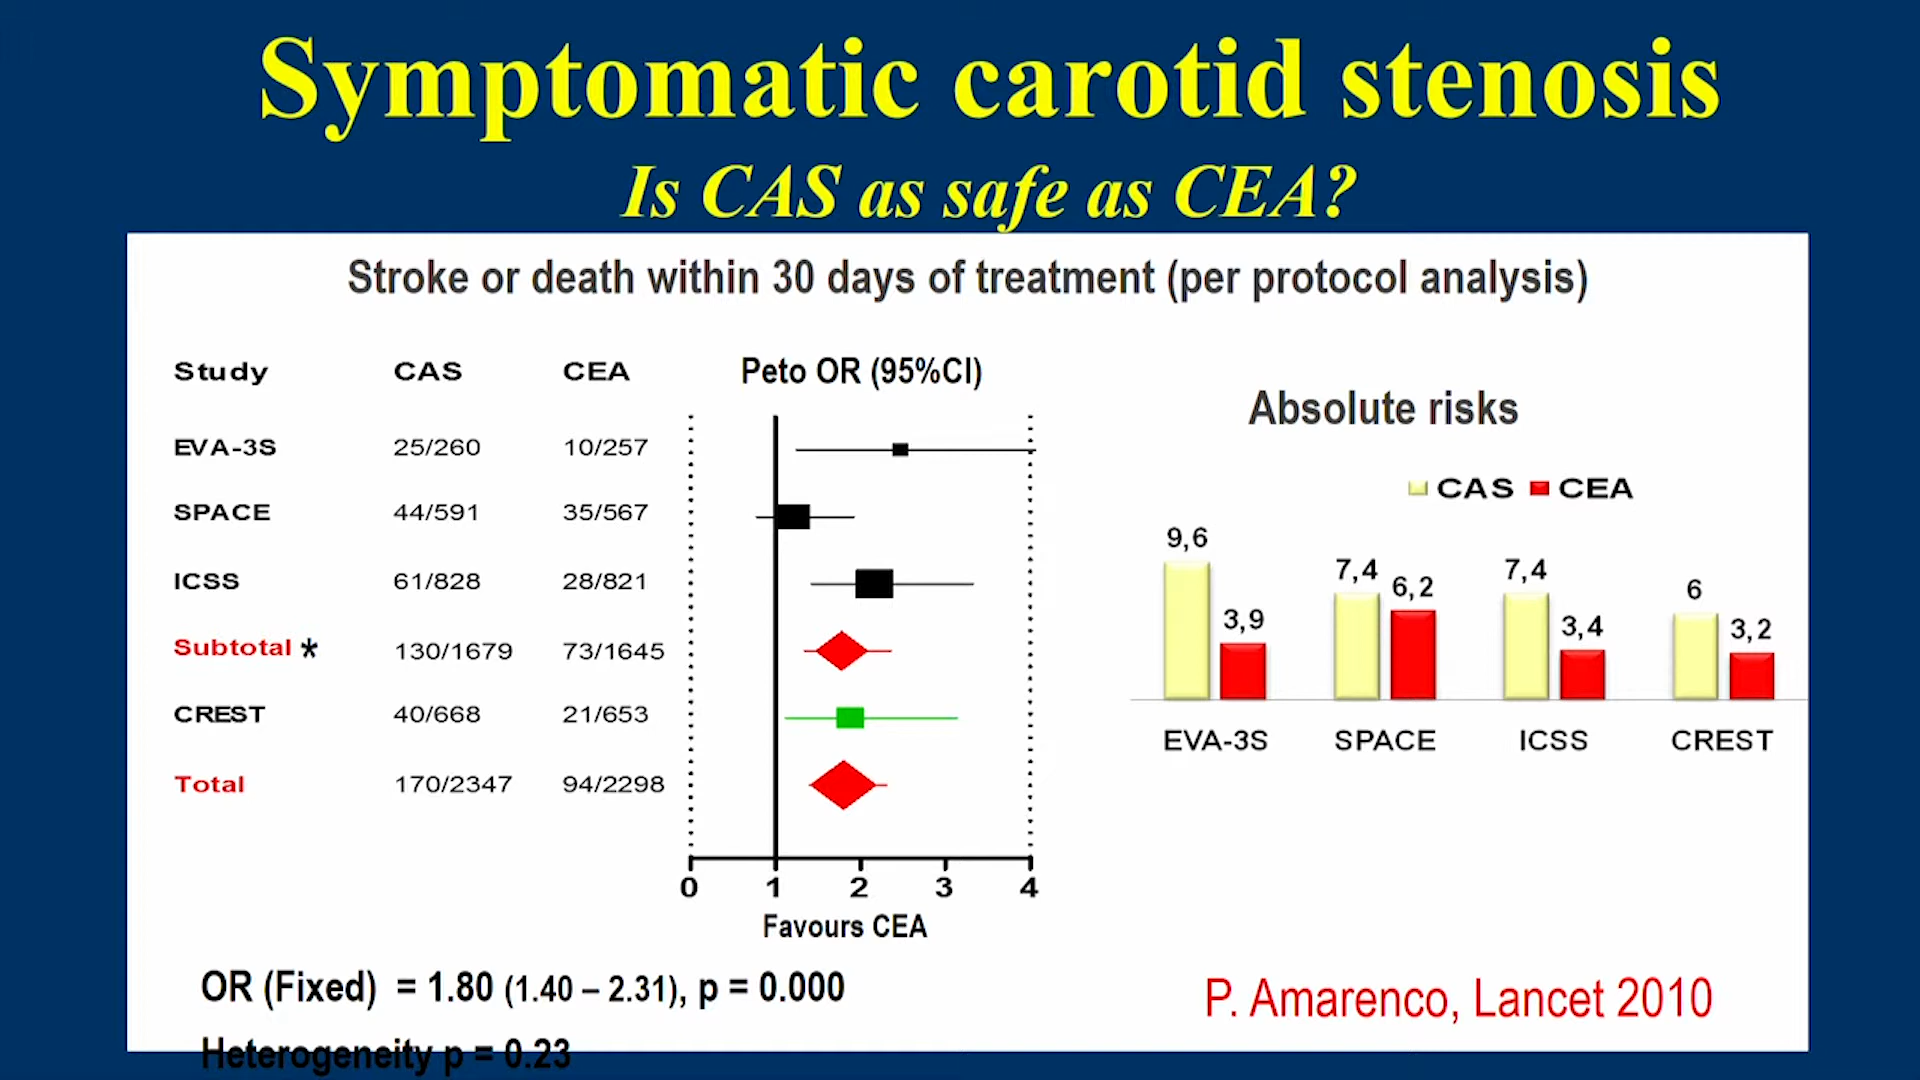 Symptomatic carotid stenosis
Is CAS as safe as CEA?
Stroke or death within 30 days of treatment (per protocol analysis)
Study CAS CEA Peto OR (95%CI)
EVA-3S 25/260 10/257
SPACE 44/591 35/567
ICSS 61/828 28/821
Subtotal * 130/1679 73/1645
CREST 40/668 21/653
Total 170/2347 94/2298
0 1 2 3 4
Favours CEA
OR (Fixed) = 1.80 (1.40 – 2.31), p = 0.000
Heterogeneity p = 0.23
Absolute risks
CAS CEA
9,6 3,9 7,4 6,2 7,4 3,4 6 3,2
EVA-3S SPACE ICSS CREST
P. Amarenco, Lancet 2010